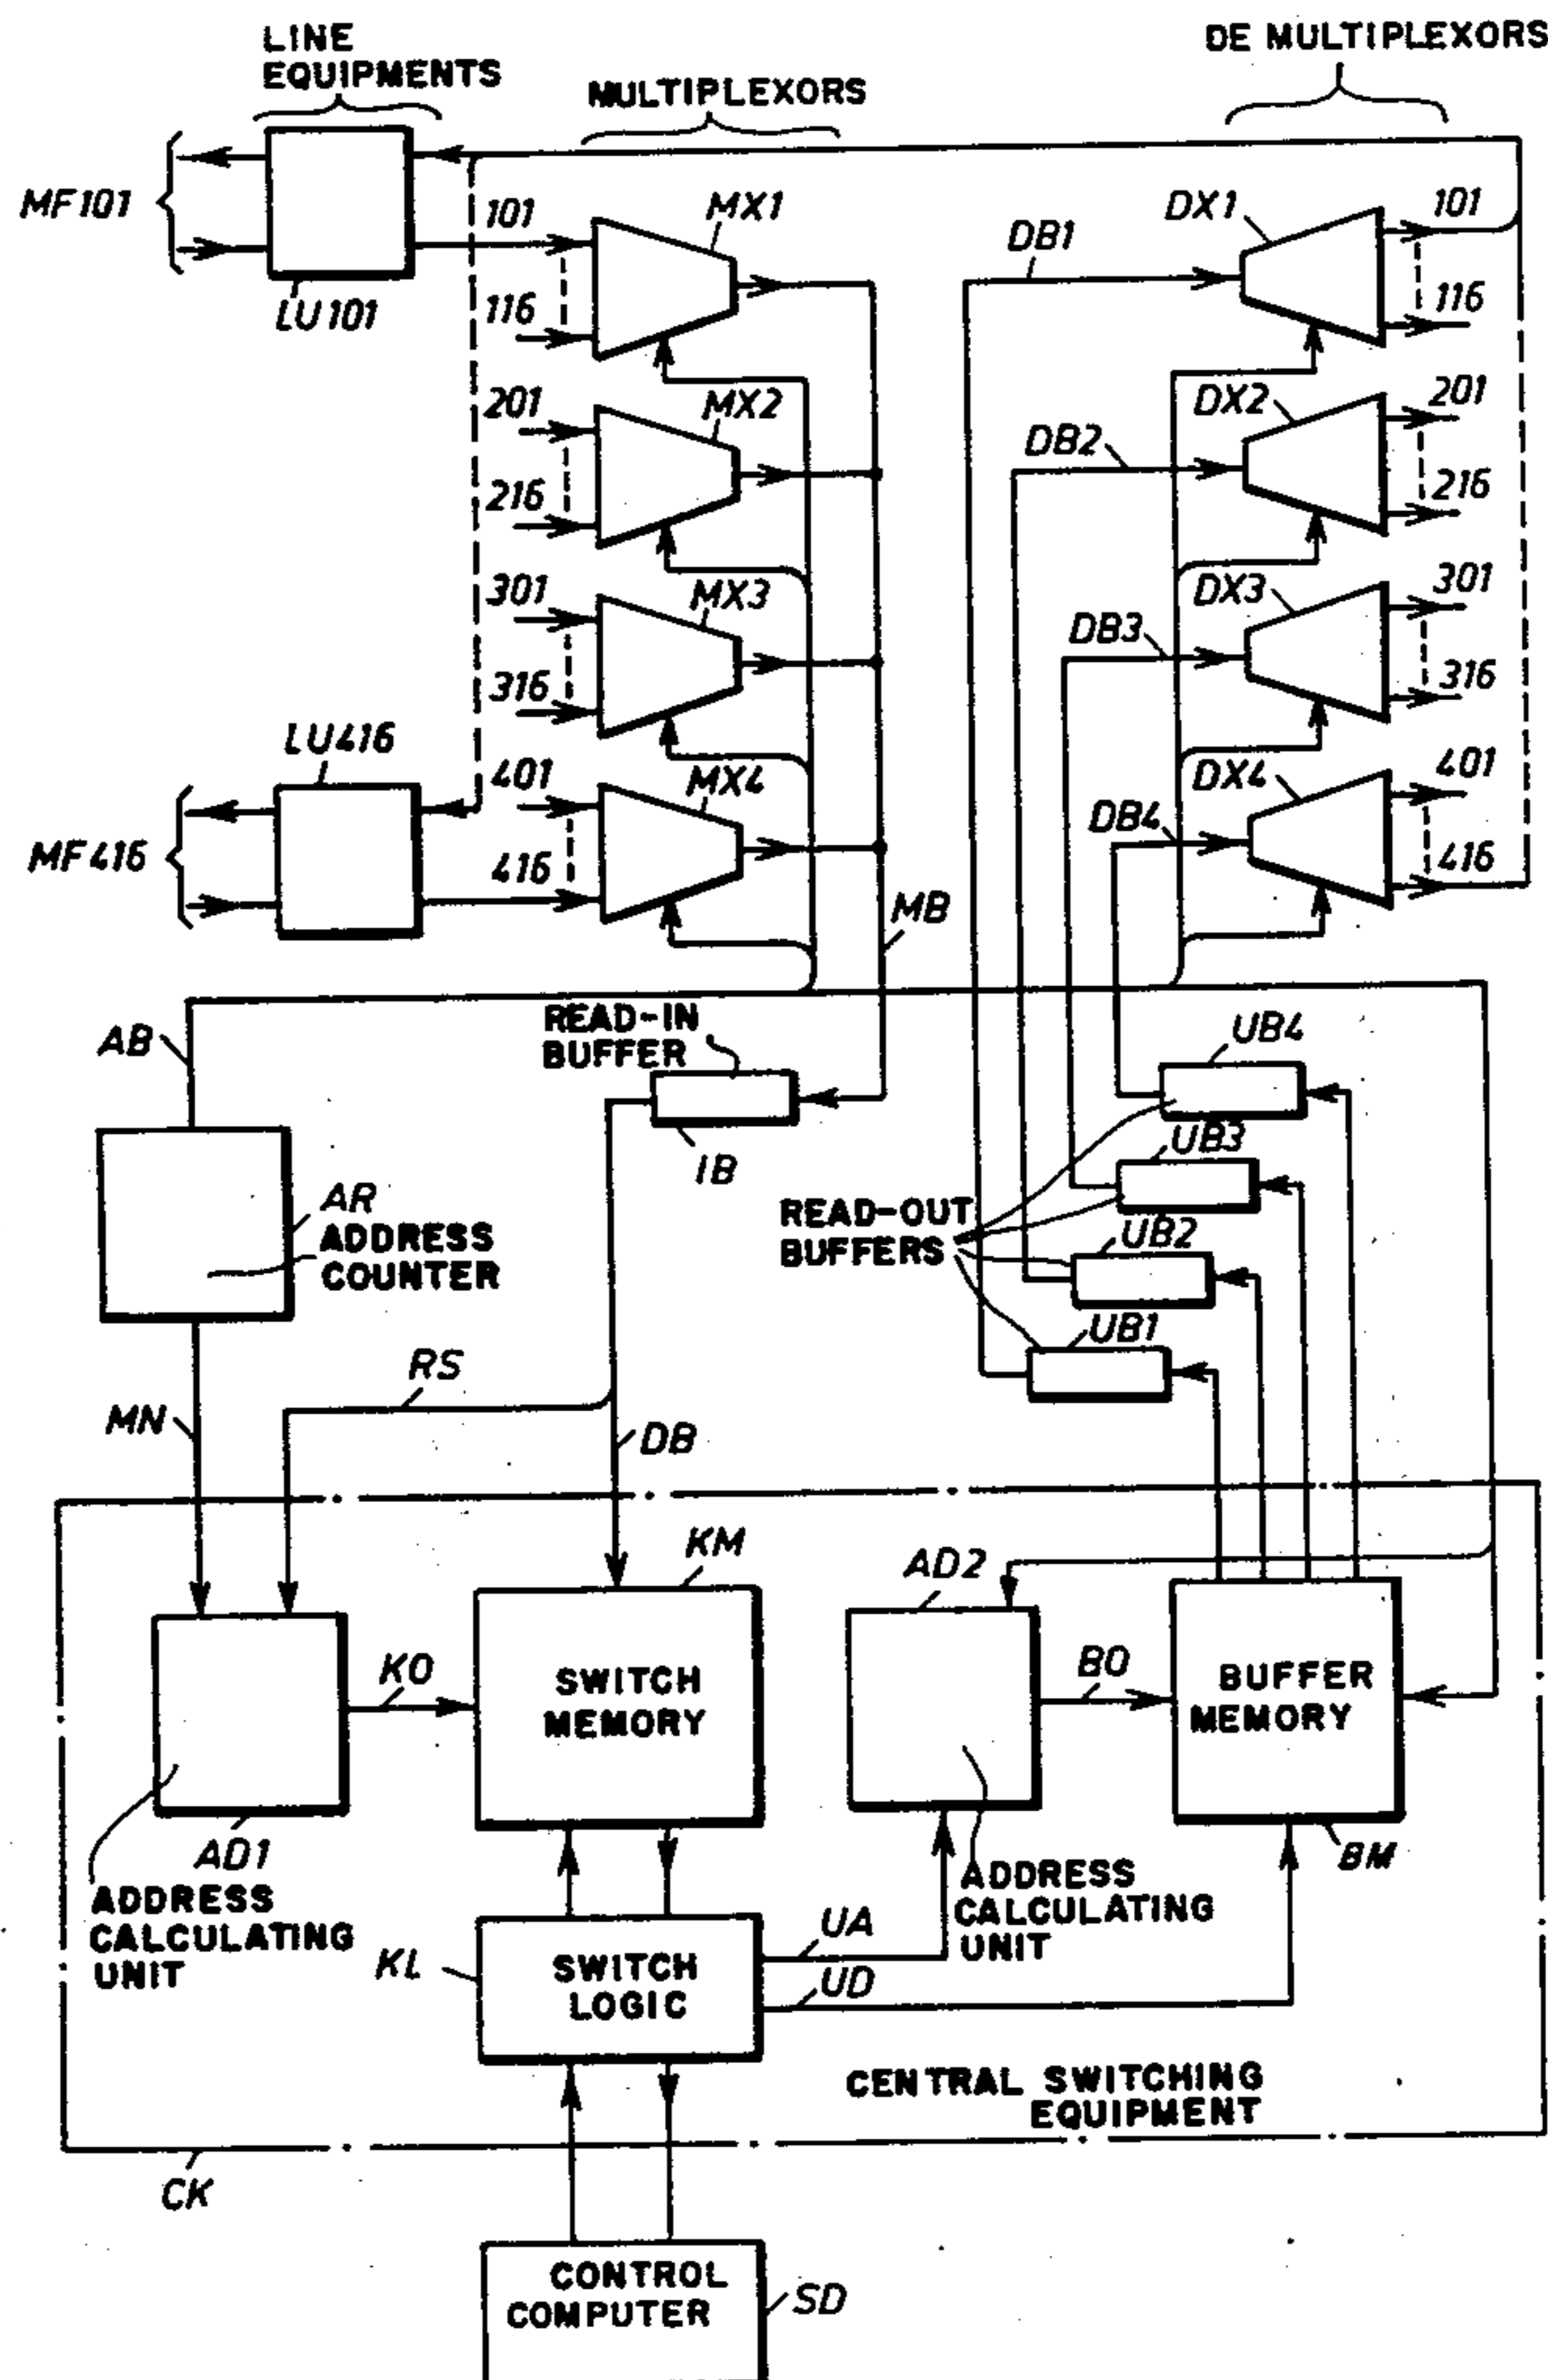 LINE
EQUIPMENTS
MULTIPLEXORS
DE MULTIPLEXORS
MF101
LU101
101
116
MX1
DB1
DX1
101
116
201
216
MX2
DB2
DX2
201
216
301
316
MX3
DB3
DX3
301
316
LU416
MF416
401
416
MX4
DB4
DX4
401
416
MB
AB
READ-IN
BUFFER
IB
UB4
UB3
UB2
UB1
READ-OUT
BUFFERS
AR
ADDRESS
COUNTER
MN
RS
DB
KM
AD2
KO
SWITCH
MEMORY
BO
BUFFER
MEMORY
AD1
ADDRESS
CALCULATING
UNIT
BM
ADDRESS
CALCULATING
UNIT
KL
SWITCH
LOGIC
UA
UD
CENTRAL SWITCHING
EQUIPMENT
CK
CONTROL
COMPUTER
SD